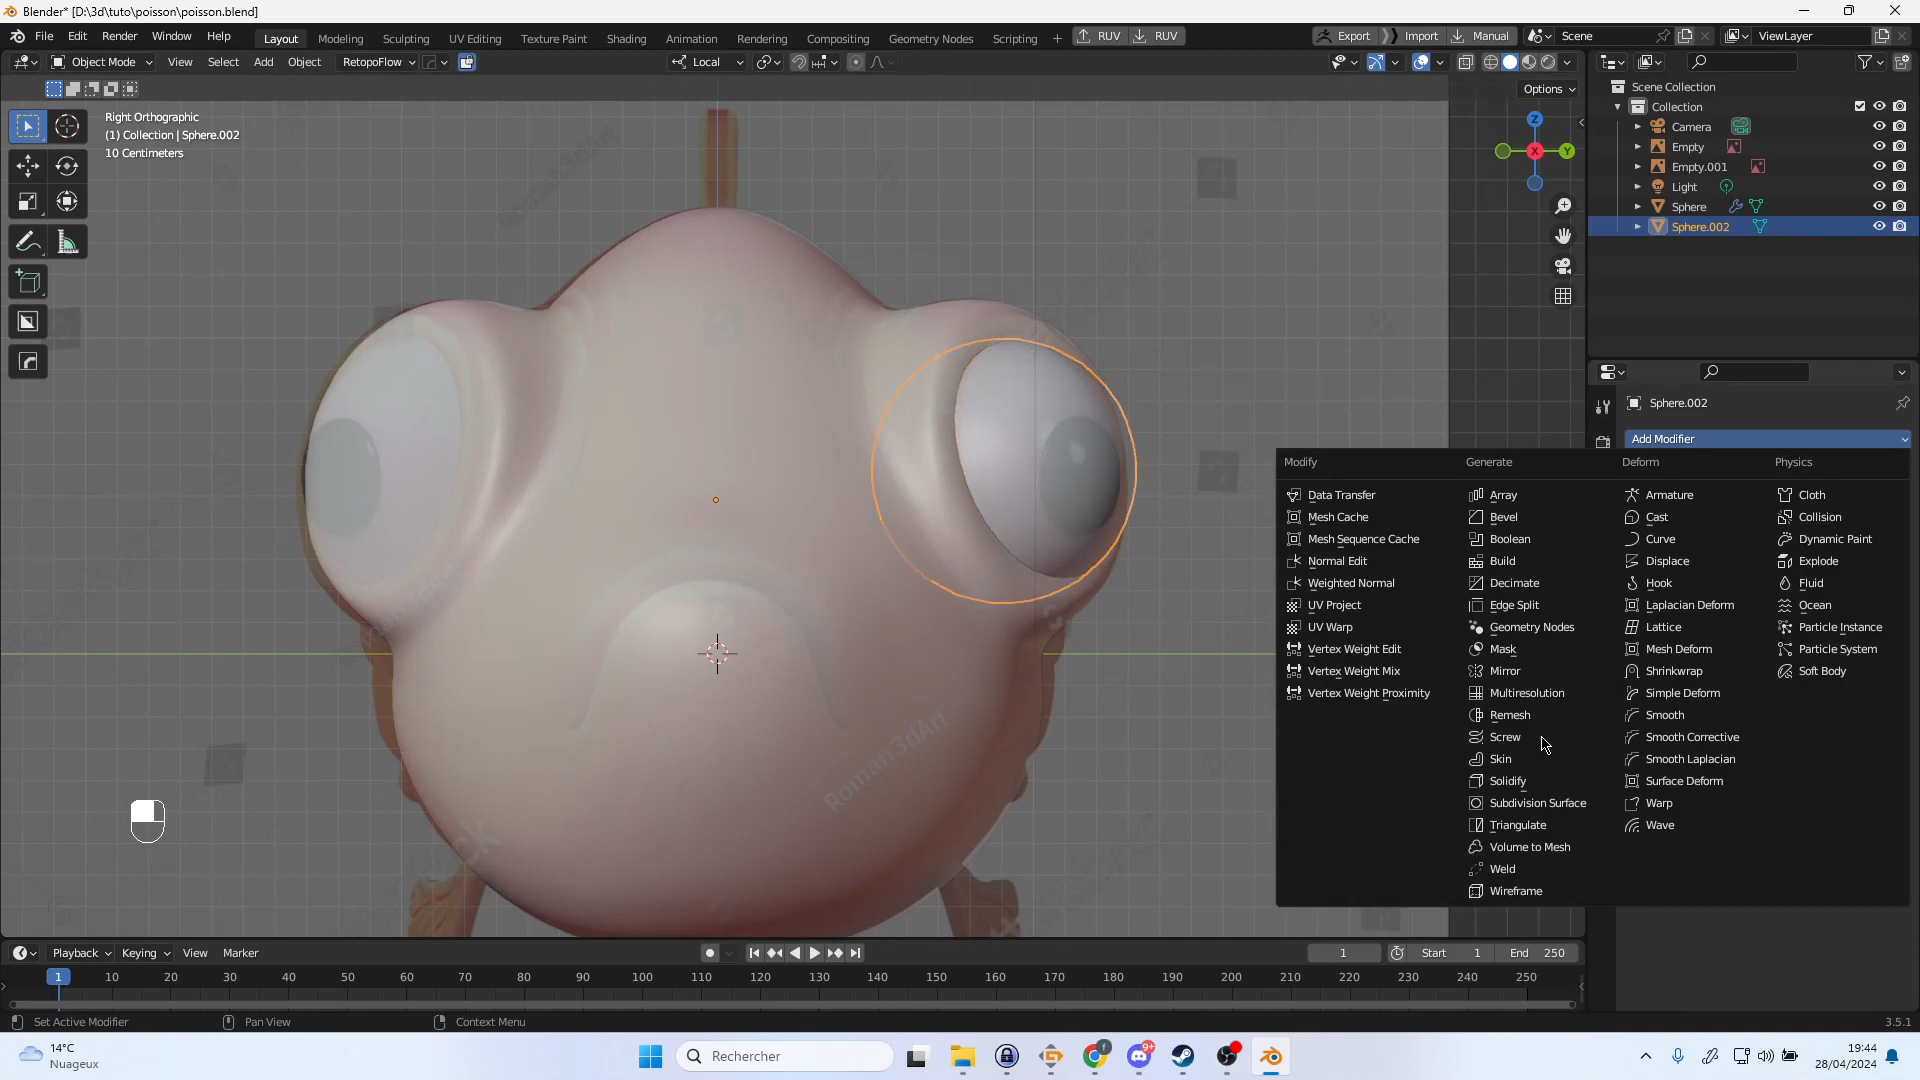 Blender* [D:\3d\tuto\poisson\poisson.blend]
File Edit Render Window Help Layout Modeling Sculpting UV Editing Texture Paint Shading Animation Rendering Compositing Geometry Nodes Scripting + RUV RUV Export Import Manual Scene ViewLayer
Object Mode View Select Add Object RetopoFlow Local
Options
Right Orthographic
(1) Collection | Sphere.002
10 Centimeters
Z
X
Y
Scene Collection
Collection
Camera
Empty
Empty.001
Light
Sphere
Sphere.002
Sphere.002
Add Modifier
Modify
Data Transfer
Mesh Cache
Mesh Sequence Cache
Normal Edit
Weighted Normal
UV Project
UV Warp
Vertex Weight Edit
Vertex Weight Mix
Vertex Weight Proximity
Generate
Array
Bevel
Boolean
Build
Decimate
Edge Split
Geometry Nodes
Mask
Mirror
Multiresolution
Remesh
Screw
Skin
Solidify
Subdivision Surface
Triangulate
Volume to Mesh
Weld
Wireframe
Deform
Armature
Cast
Curve
Displace
Hook
Laplacian Deform
Lattice
Mesh Deform
Shrinkwrap
Simple Deform
Smooth
Smooth Corrective
Smooth Laplacian
Surface Deform
Warp
Wave
Physics
Cloth
Collision
Dynamic Paint
Explode
Fluid
Ocean
Particle Instance
Particle System
Soft Body
Roman3dArt
Playback Keying View Marker 1 Start 1 End 250
1 10 20 30 40 50 60 70 80 90 100 110 120 130 140 150 160 170 180 190 200 210 220 230 240 250
Set Active Modifier Pan View Context Menu 3.5.1
14°C
Nuageux
Rechercher
9+
19:44
28/04/2024